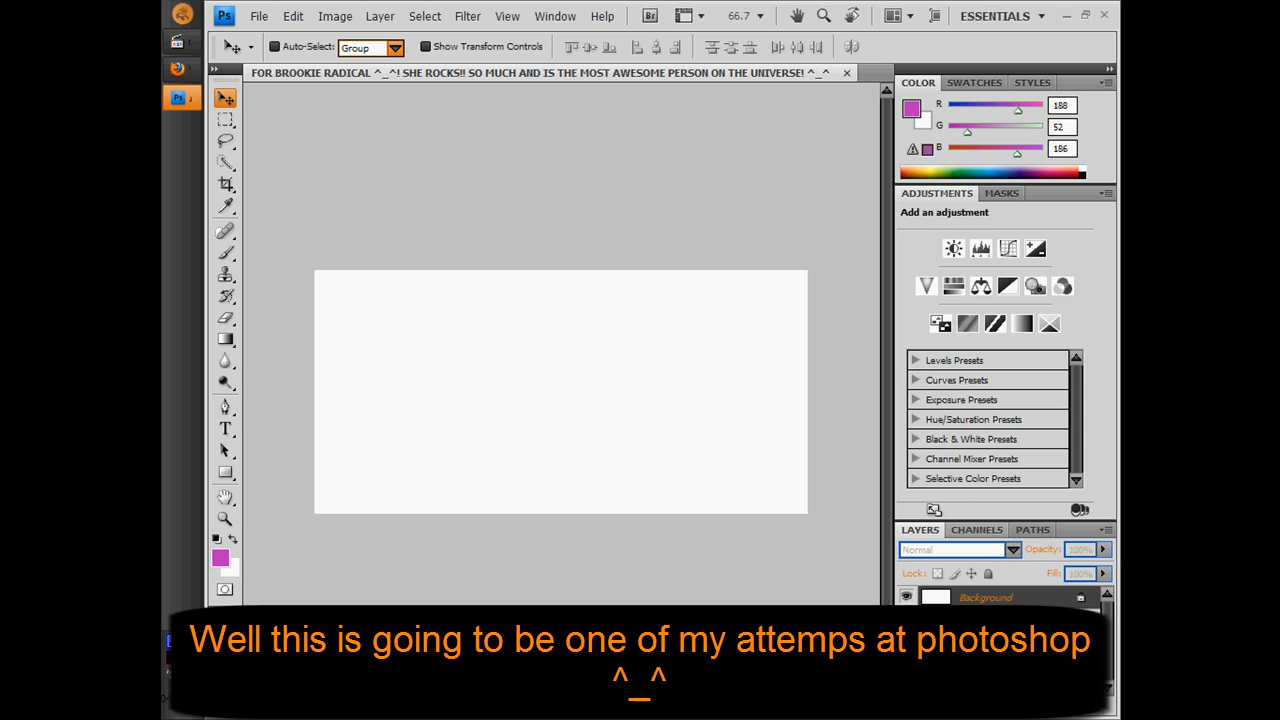 Ps File Edit Image Layer Select Filter View Window Help Br 66.7 ESSENTIALS
Auto-Select: Group Show Transform Controls
FOR BROOKIE RADICAL ^_^! SHE ROCKS!! SO MUCH AND IS THE MOST AWESOME PERSON ON THE UNIVERSE! ^_^
COLOR SWATCHES STYLES
R 188
G 52
B 186
ADJUSTMENTS MASKS
Add an adjustment
Levels Presets
Curves Presets
Exposure Presets
Hue/Saturation Presets
Black & White Presets
Channel Mixer Presets
Selective Color Presets
LAYERS CHANNELS PATHS
Normal Opacity: 100%
Lock: Fill: 100%
Background
Ps
T
Well this is going to be one of my attemps at photoshop
^_^